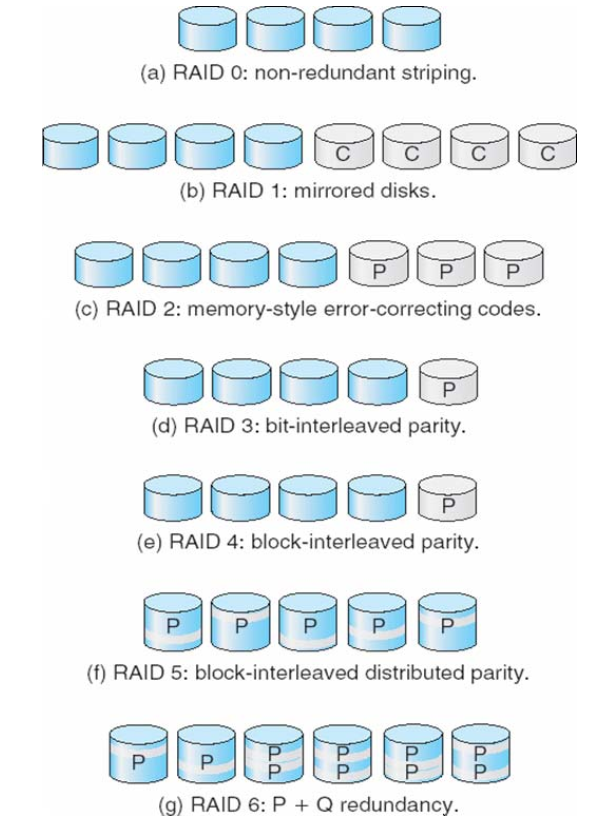 (a) RAID 0: non-redundant striping.
C C C C
(b) RAID 1: mirrored disks.
P P P
(c) RAID 2: memory-style error-correcting codes.
P
(d) RAID 3: bit-interleaved parity.
P
(e) RAID 4: block-interleaved parity.
P P P P P
(f) RAID 5: block-interleaved distributed parity.
P P P P P P
P P P P
(g) RAID 6: P + Q redundancy.